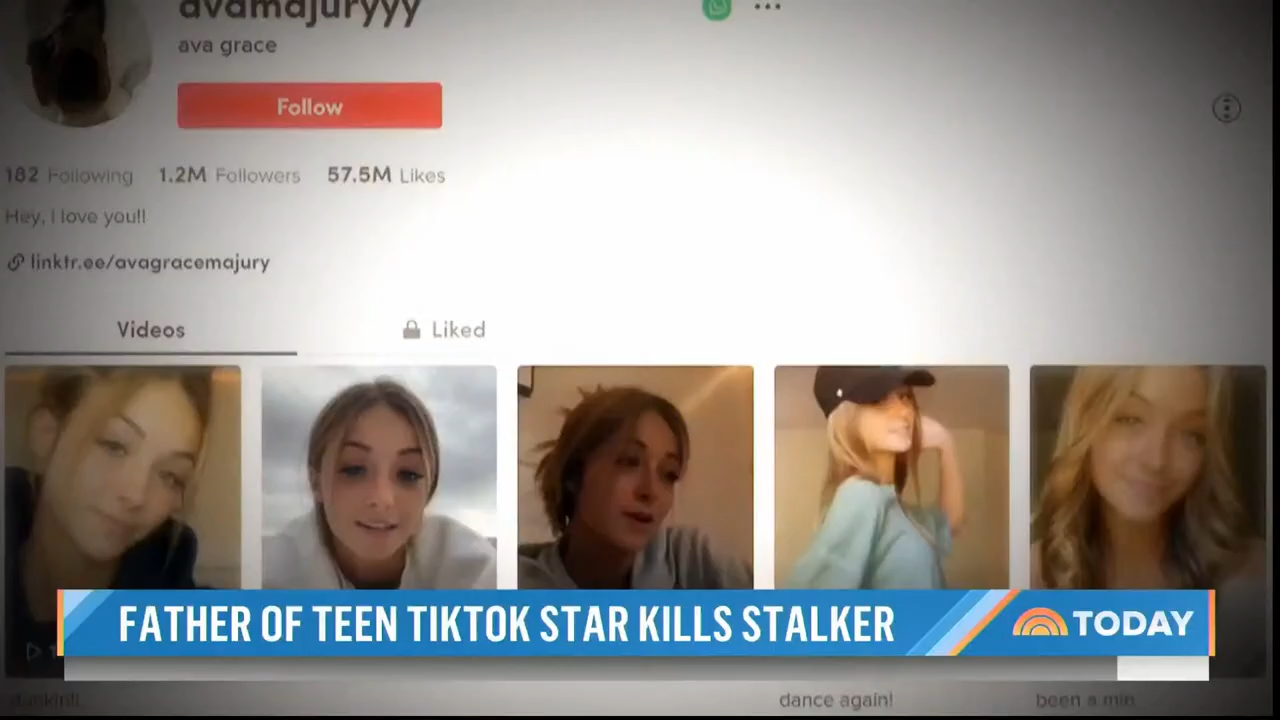 avamajuryyy
ava grace
Follow
182 Following 1.2M Followers 57.5M Likes
Hey, I love you!!
linktr.ee/avagracemajury
Videos Liked
FATHER OF TEEN TIKTOK STAR KILLS STALKER
TODAY
dance again! been a min